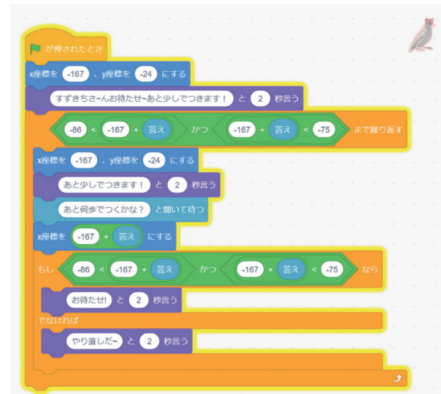 が押されたとき
x座標を -167 、y座標を -24 にする
すずきちさ~んお待たせ~あと少しでつきます! と 2 秒言う
-86 < -167 + 答え かつ -167 + 答え < -75 まで繰り返す
x座標を -167 、y座標を -24 にする
あと少しでつきます! と 2 秒言う
あと何歩でつくかな? と聞いて待つ
x座標を -167 + 答え にする
もし -86 < -167 + 答え かつ -167 + 答え < -75 なら
お待たせ! と 2 秒言う
でなければ
やり直しだ~ と 2 秒言う